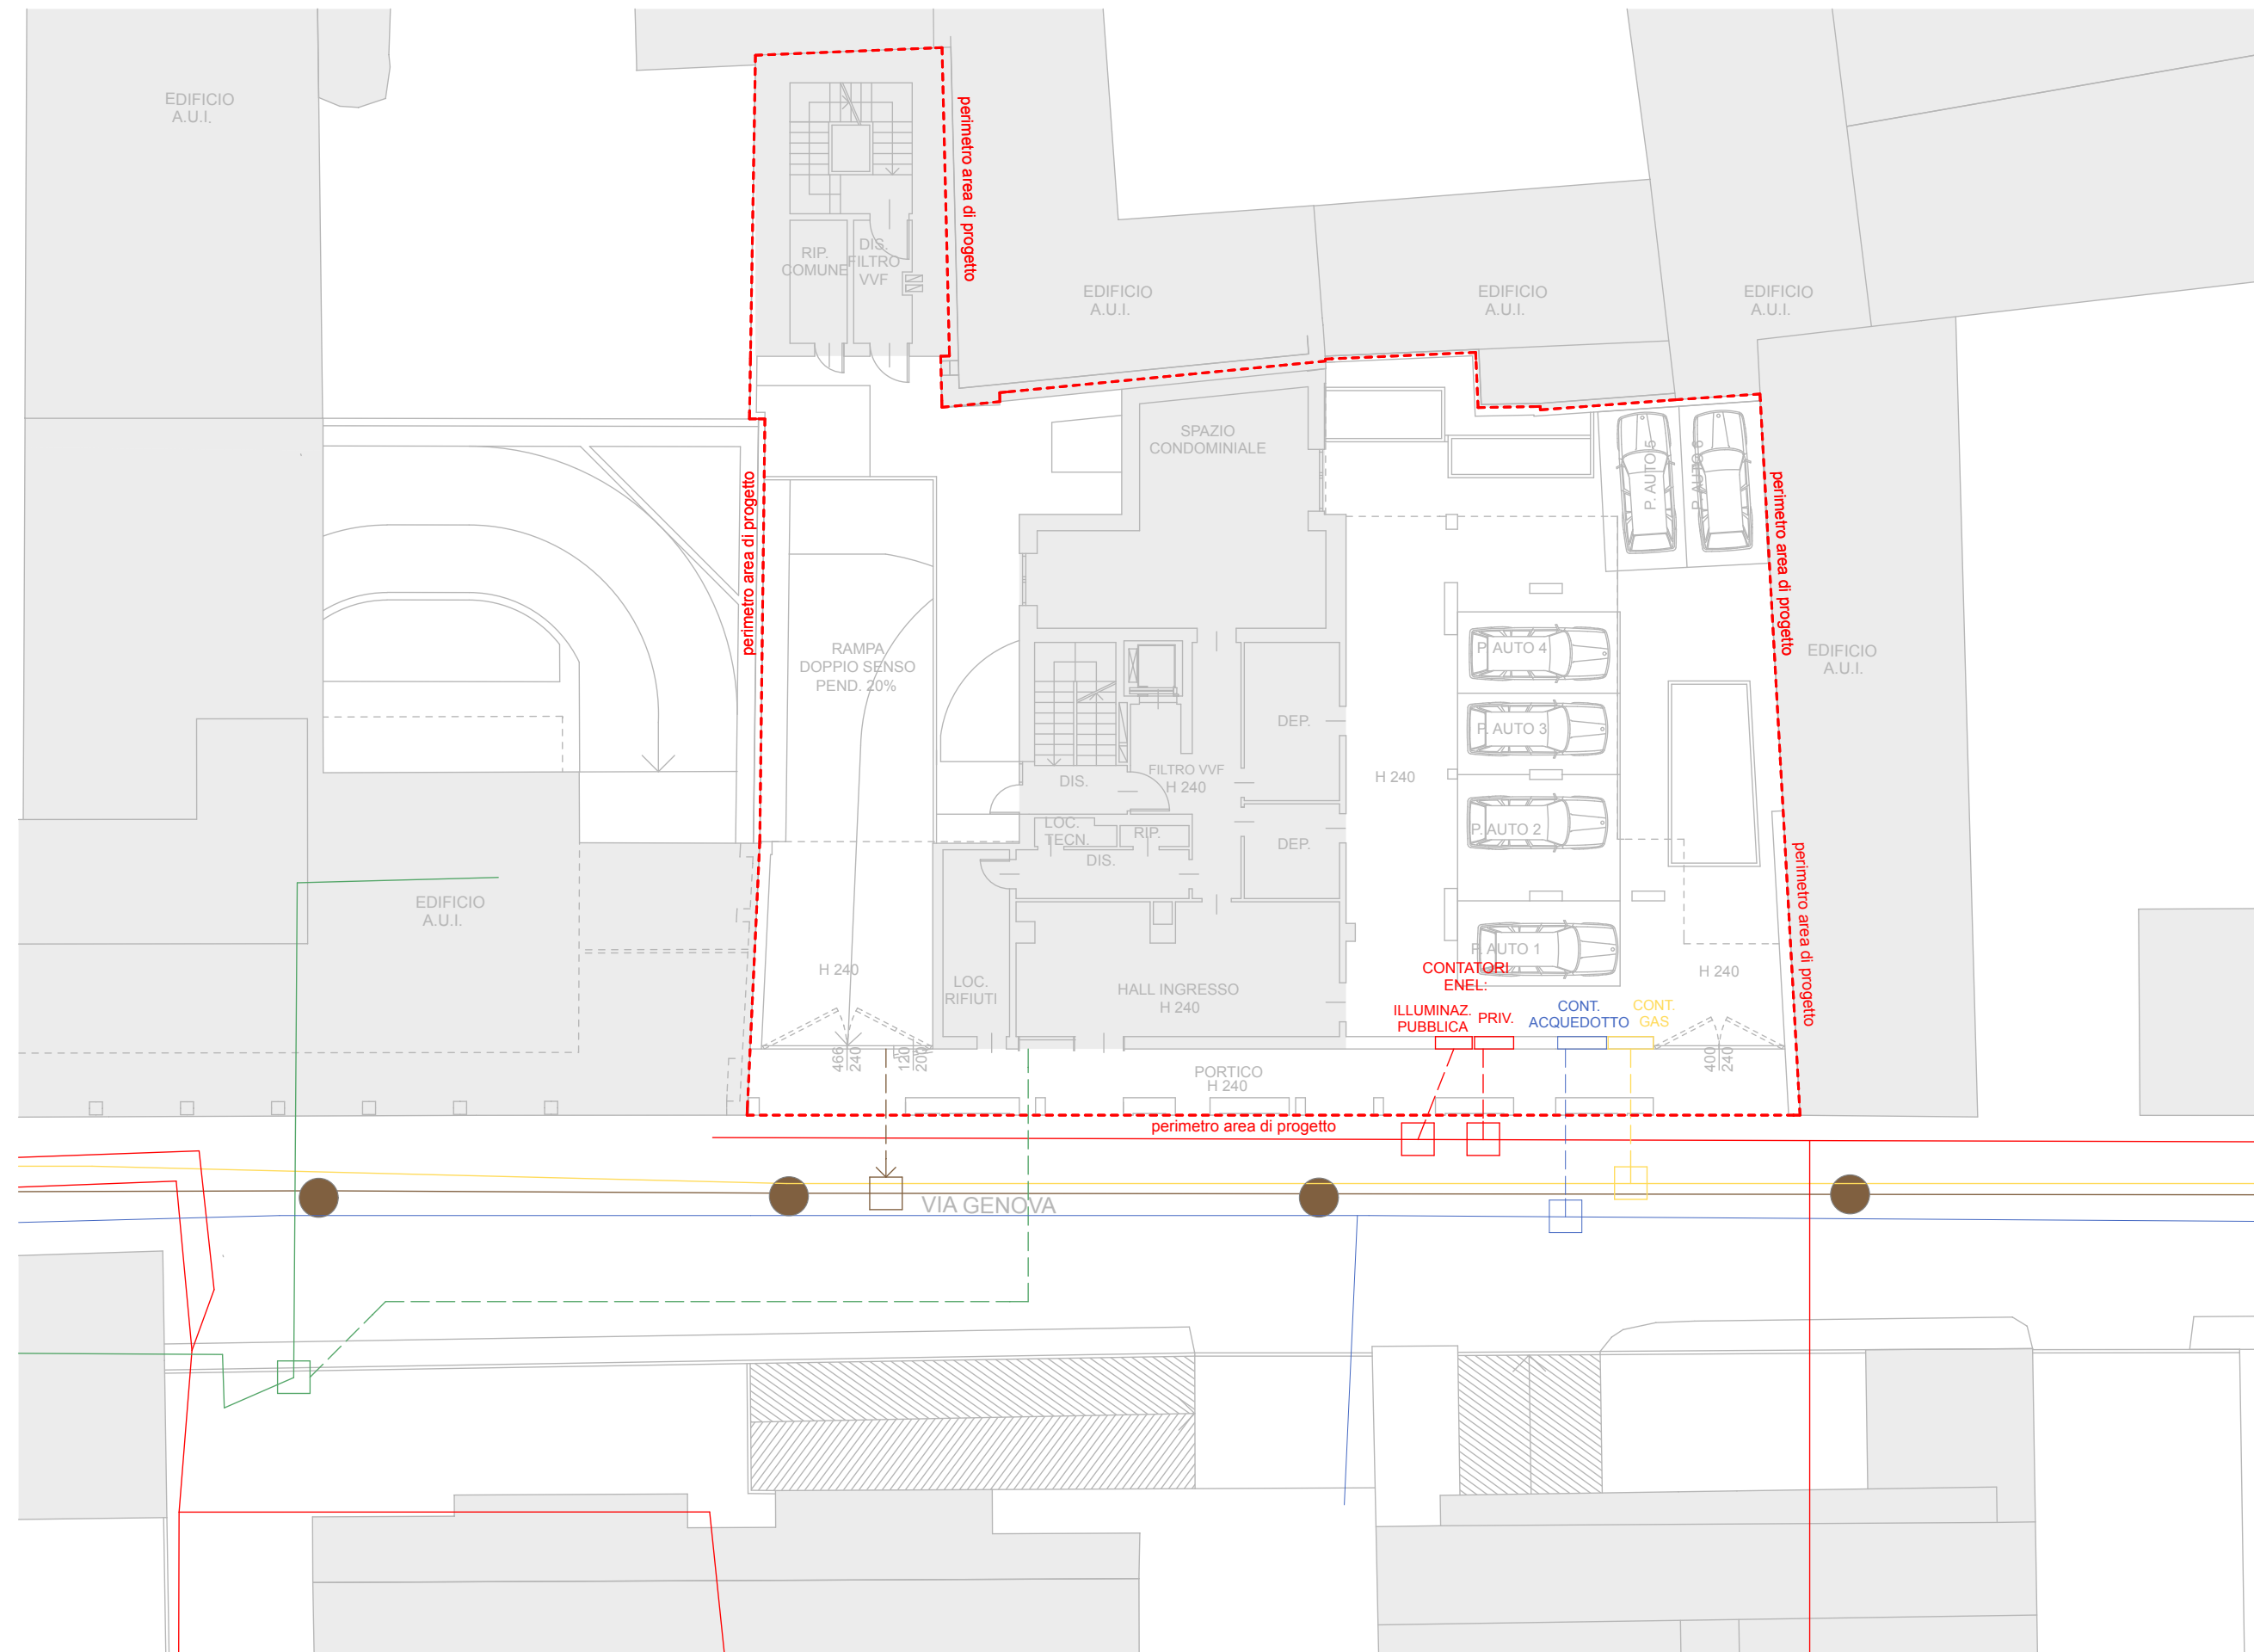 EDIFICIO
A.U.I.
perimetro area di progetto
RIP.
COMUNE
DIS.
FILTRO
VVF
EDIFICIO
A.U.I.
EDIFICIO
A.U.I.
EDIFICIO
A.U.I.
SPAZIO
CONDOMINIALE
P. AUTO 5
P. AUTO 6
perimetro area di progetto
perimetro area di progetto
RAMPA
DOPPIO SENSO
PEND. 20%
P. AUTO 4
EDIFICIO
A.U.I.
DEP.
P. AUTO 3
FILTRO VVF
H 240
DIS.
H 240
LOC.
TECN.
RIP.
DIS.
DEP.
P. AUTO 2
perimetro area di progetto
EDIFICIO
A.U.I.
P. AUTO 1
H 240
LOC.
RIFIUTI
HALL INGRESSO
H 240
CONTATORI
ENEL:
H 240
ILLUMINAZ.
PUBBLICA
PRIV.
CONT.
ACQUEDOTTO
CONT.
GAS
466
240
120
200
PORTICO
H 240
400
240
perimetro area di progetto
VIA GENOVA